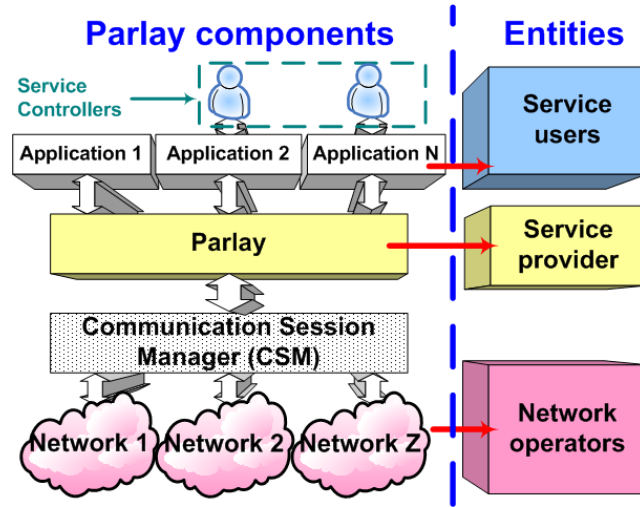 Parlay components
Entities
Service
Controllers
Service
users
Application 1
Application 2
Application N
Parlay
Service
provider
Communication Session
Manager (CSM)
Network 1
Network 2
Network Z
Network
operators